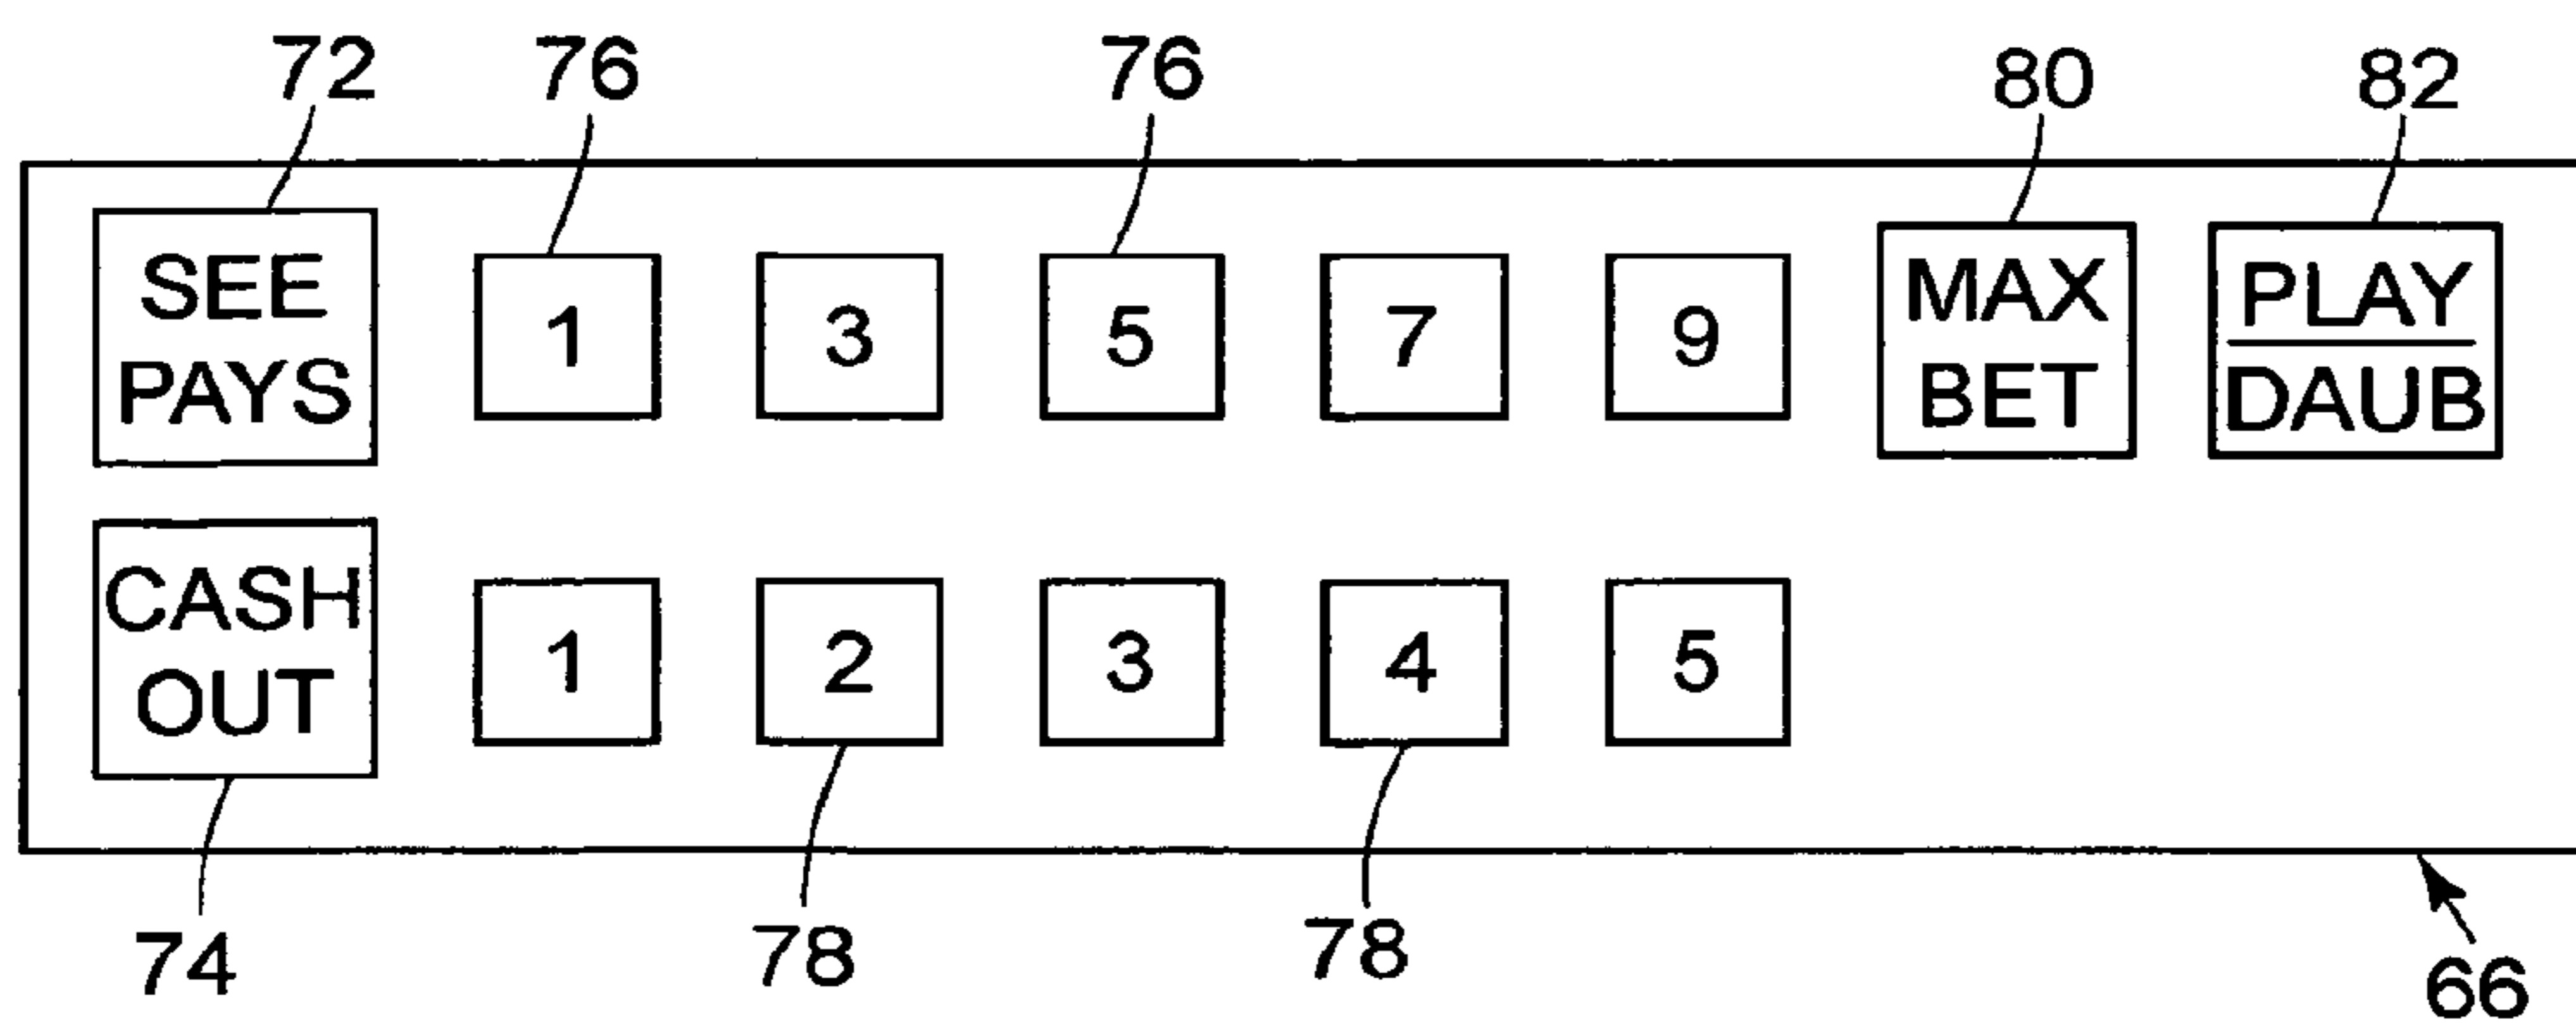 72 76 76 80 82
SEE
PAYS
1 3 5 7 9
MAX
BET
PLAY
DAUB
CASH
OUT
1 2 3 4 5
74 78 78 66